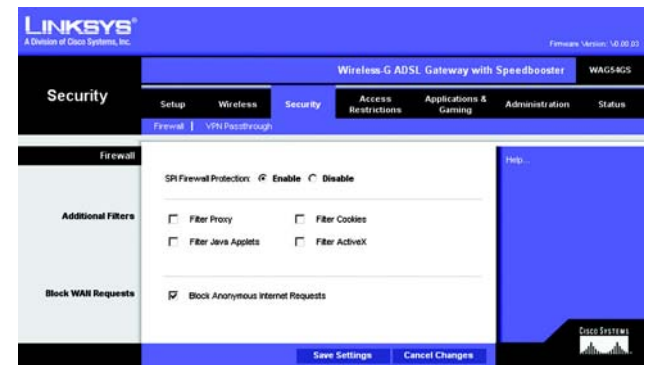 LINKSYS®
A Division of Cisco Systems, Inc.
Firmware Version: V0.00.03
Wireless-G ADSL Gateway with Speedbooster WAG54GS
Security
Setup Wireless Security Access Restrictions Applications & Gaming Administration Status
Firewall | VPN Passthrough
Firewall
Help...
SPI Firewall Protection: Enable Disable
Additional Filters
Filter Proxy Filter Cookies
Filter Java Applets Filter ActiveX
Block WAN Requests
Block Anonymous Internet Requests
CISCO SYSTEMS
Save Settings Cancel Changes